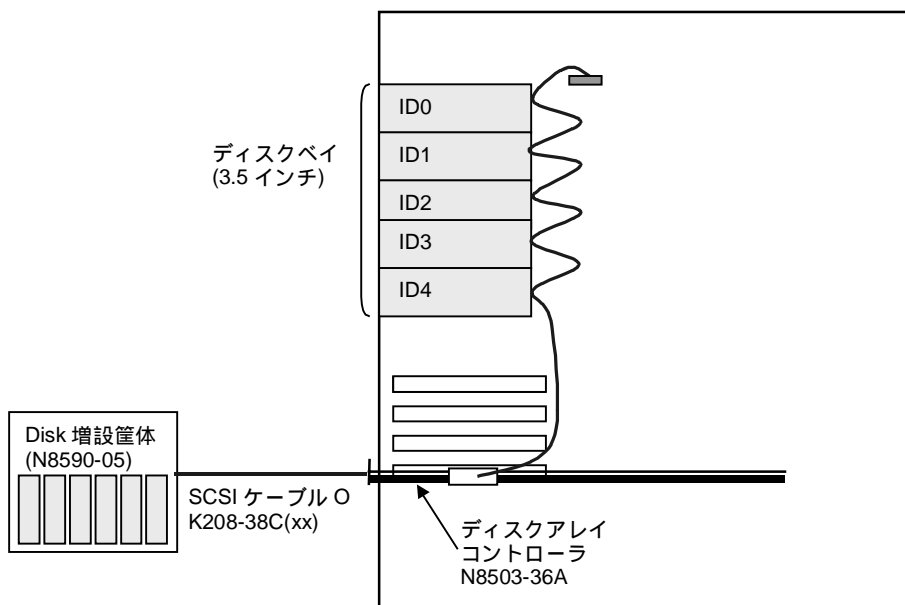 ID0
ID1
ID2
ID3
ID4
ディスクベイ
(3.5 インチ)
Disk 増設筐体
(N8590-05)
SCSI ケーブル O
K208-38C(xx)
ディスクアレイ
コントローラ
N8503-36A